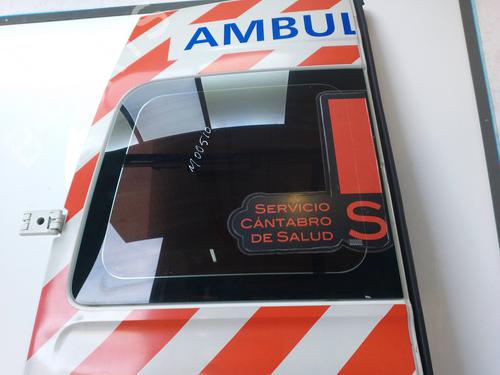 AMBUL
M00510
SERVICIO
CÁNTABRO
DE SALUD
S